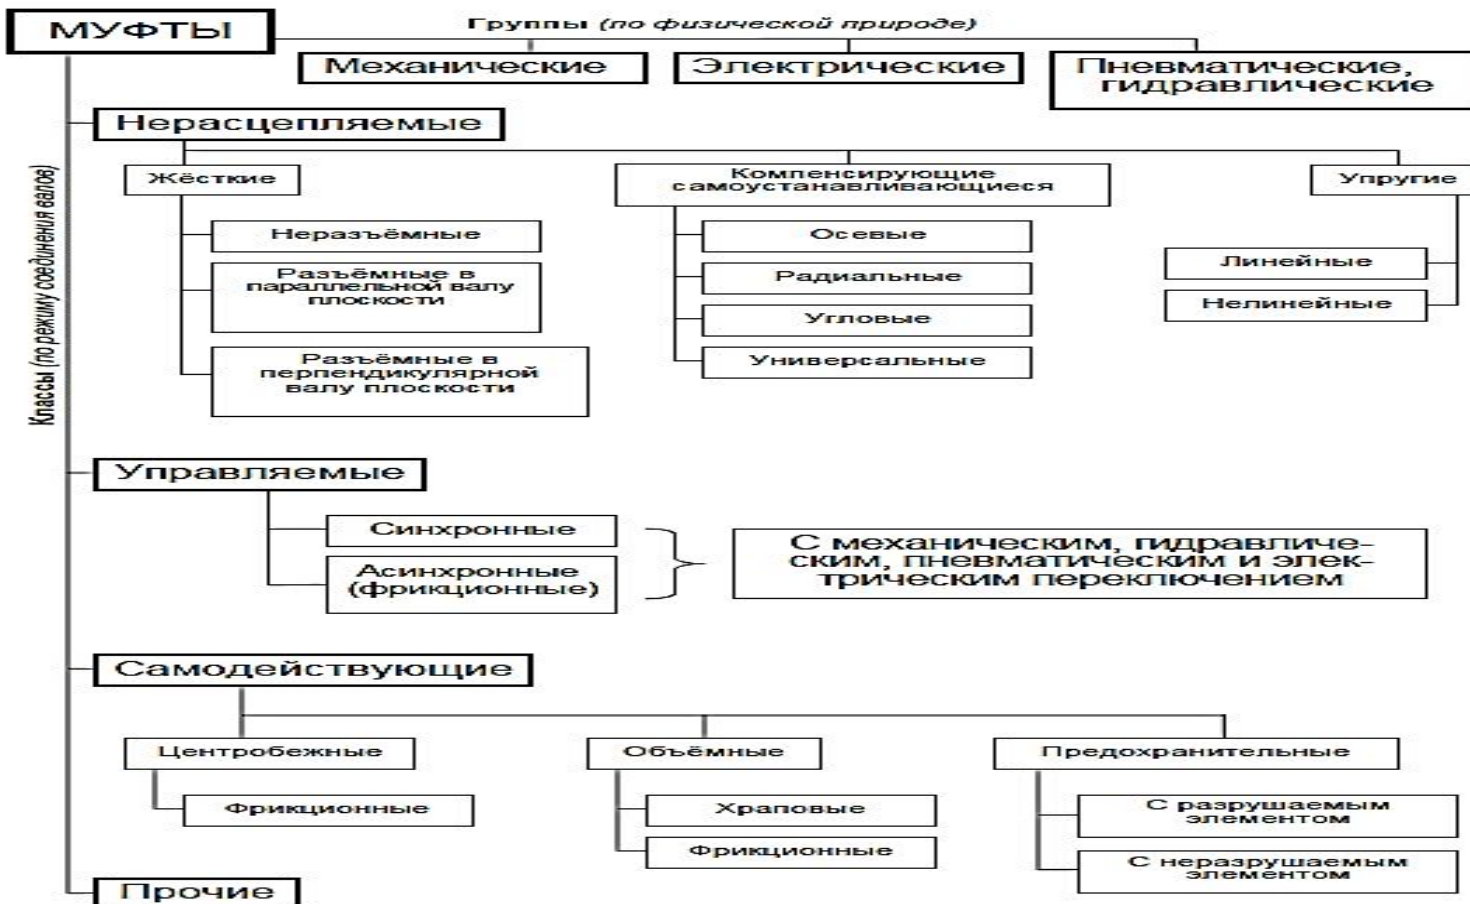 МУФТЫ
Группы (по физической природе)
Механические
Электрические
Пневматические,
гидравлические
Классы (по режиму соединения валов)
Нерасцепляемые
Жёсткие
Компенсирующие
самоустанавливающиеся
Упругие
Неразъёмные
Разъёмные в
параллельной валу
плоскости
Разъёмные в
перпендикулярной
валу плоскости
Осевые
Радиальные
Угловые
Универсальные
Линейные
Нелинейные
Управляемые
Синхронные
Асинхронные
(фрикционные)
С механическим, гидравличе-
ским, пневматическим и элек-
трическим переключением
Самодействующие
Центробежные
Объёмные
Предохранительные
Фрикционные
Храповые
Фрикционные
С разрушаемым
элементом
С неразрушаемым
элементом
Прочие